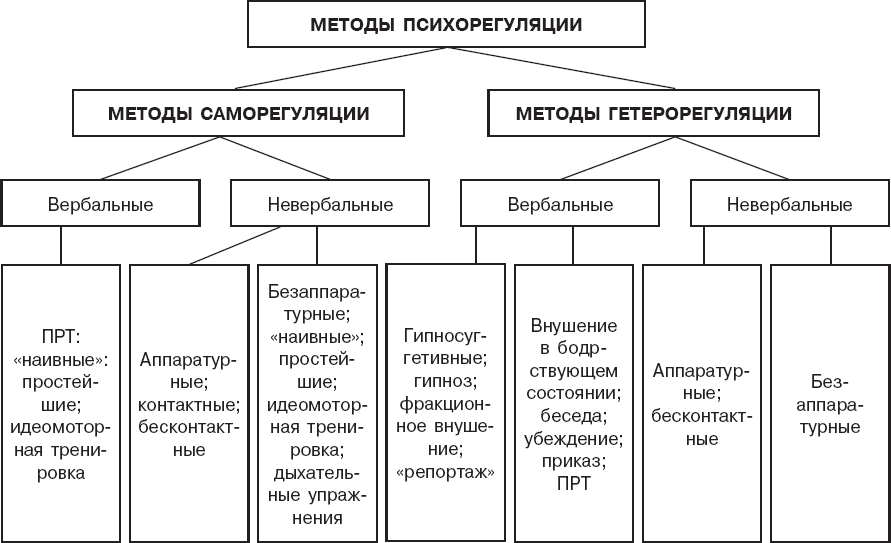 МЕТОДЫ ПСИХОРЕГУЛЯЦИИ
МЕТОДЫ САМОРЕГУЛЯЦИИ
МЕТОДЫ ГЕТЕРОРЕГУЛЯЦИИ
Вербальные
Невербальные
Вербальные
Невербальные
ПРТ:
«наивные»:
простей-
шие;
идеомотор-
ная трени-
ровка
Аппаратур-
ные;
контактные;
бесконтакт-
ные
Безаппара-
турные;
«наивные»;
простей-
шие;
идеомотор-
ная трени-
ровка;
дыхатель-
ные упраж-
нения
Гипносуг-
гетивные;
гипноз;
фракцион-
ное внуше-
ние;
«репортаж»
Внушение
в бодр-
ствующем
состоянии;
беседа;
убеждение;
приказ;
ПРТ
Аппаратур-
ные;
бесконтакт-
ные
Без-
аппара-
турные